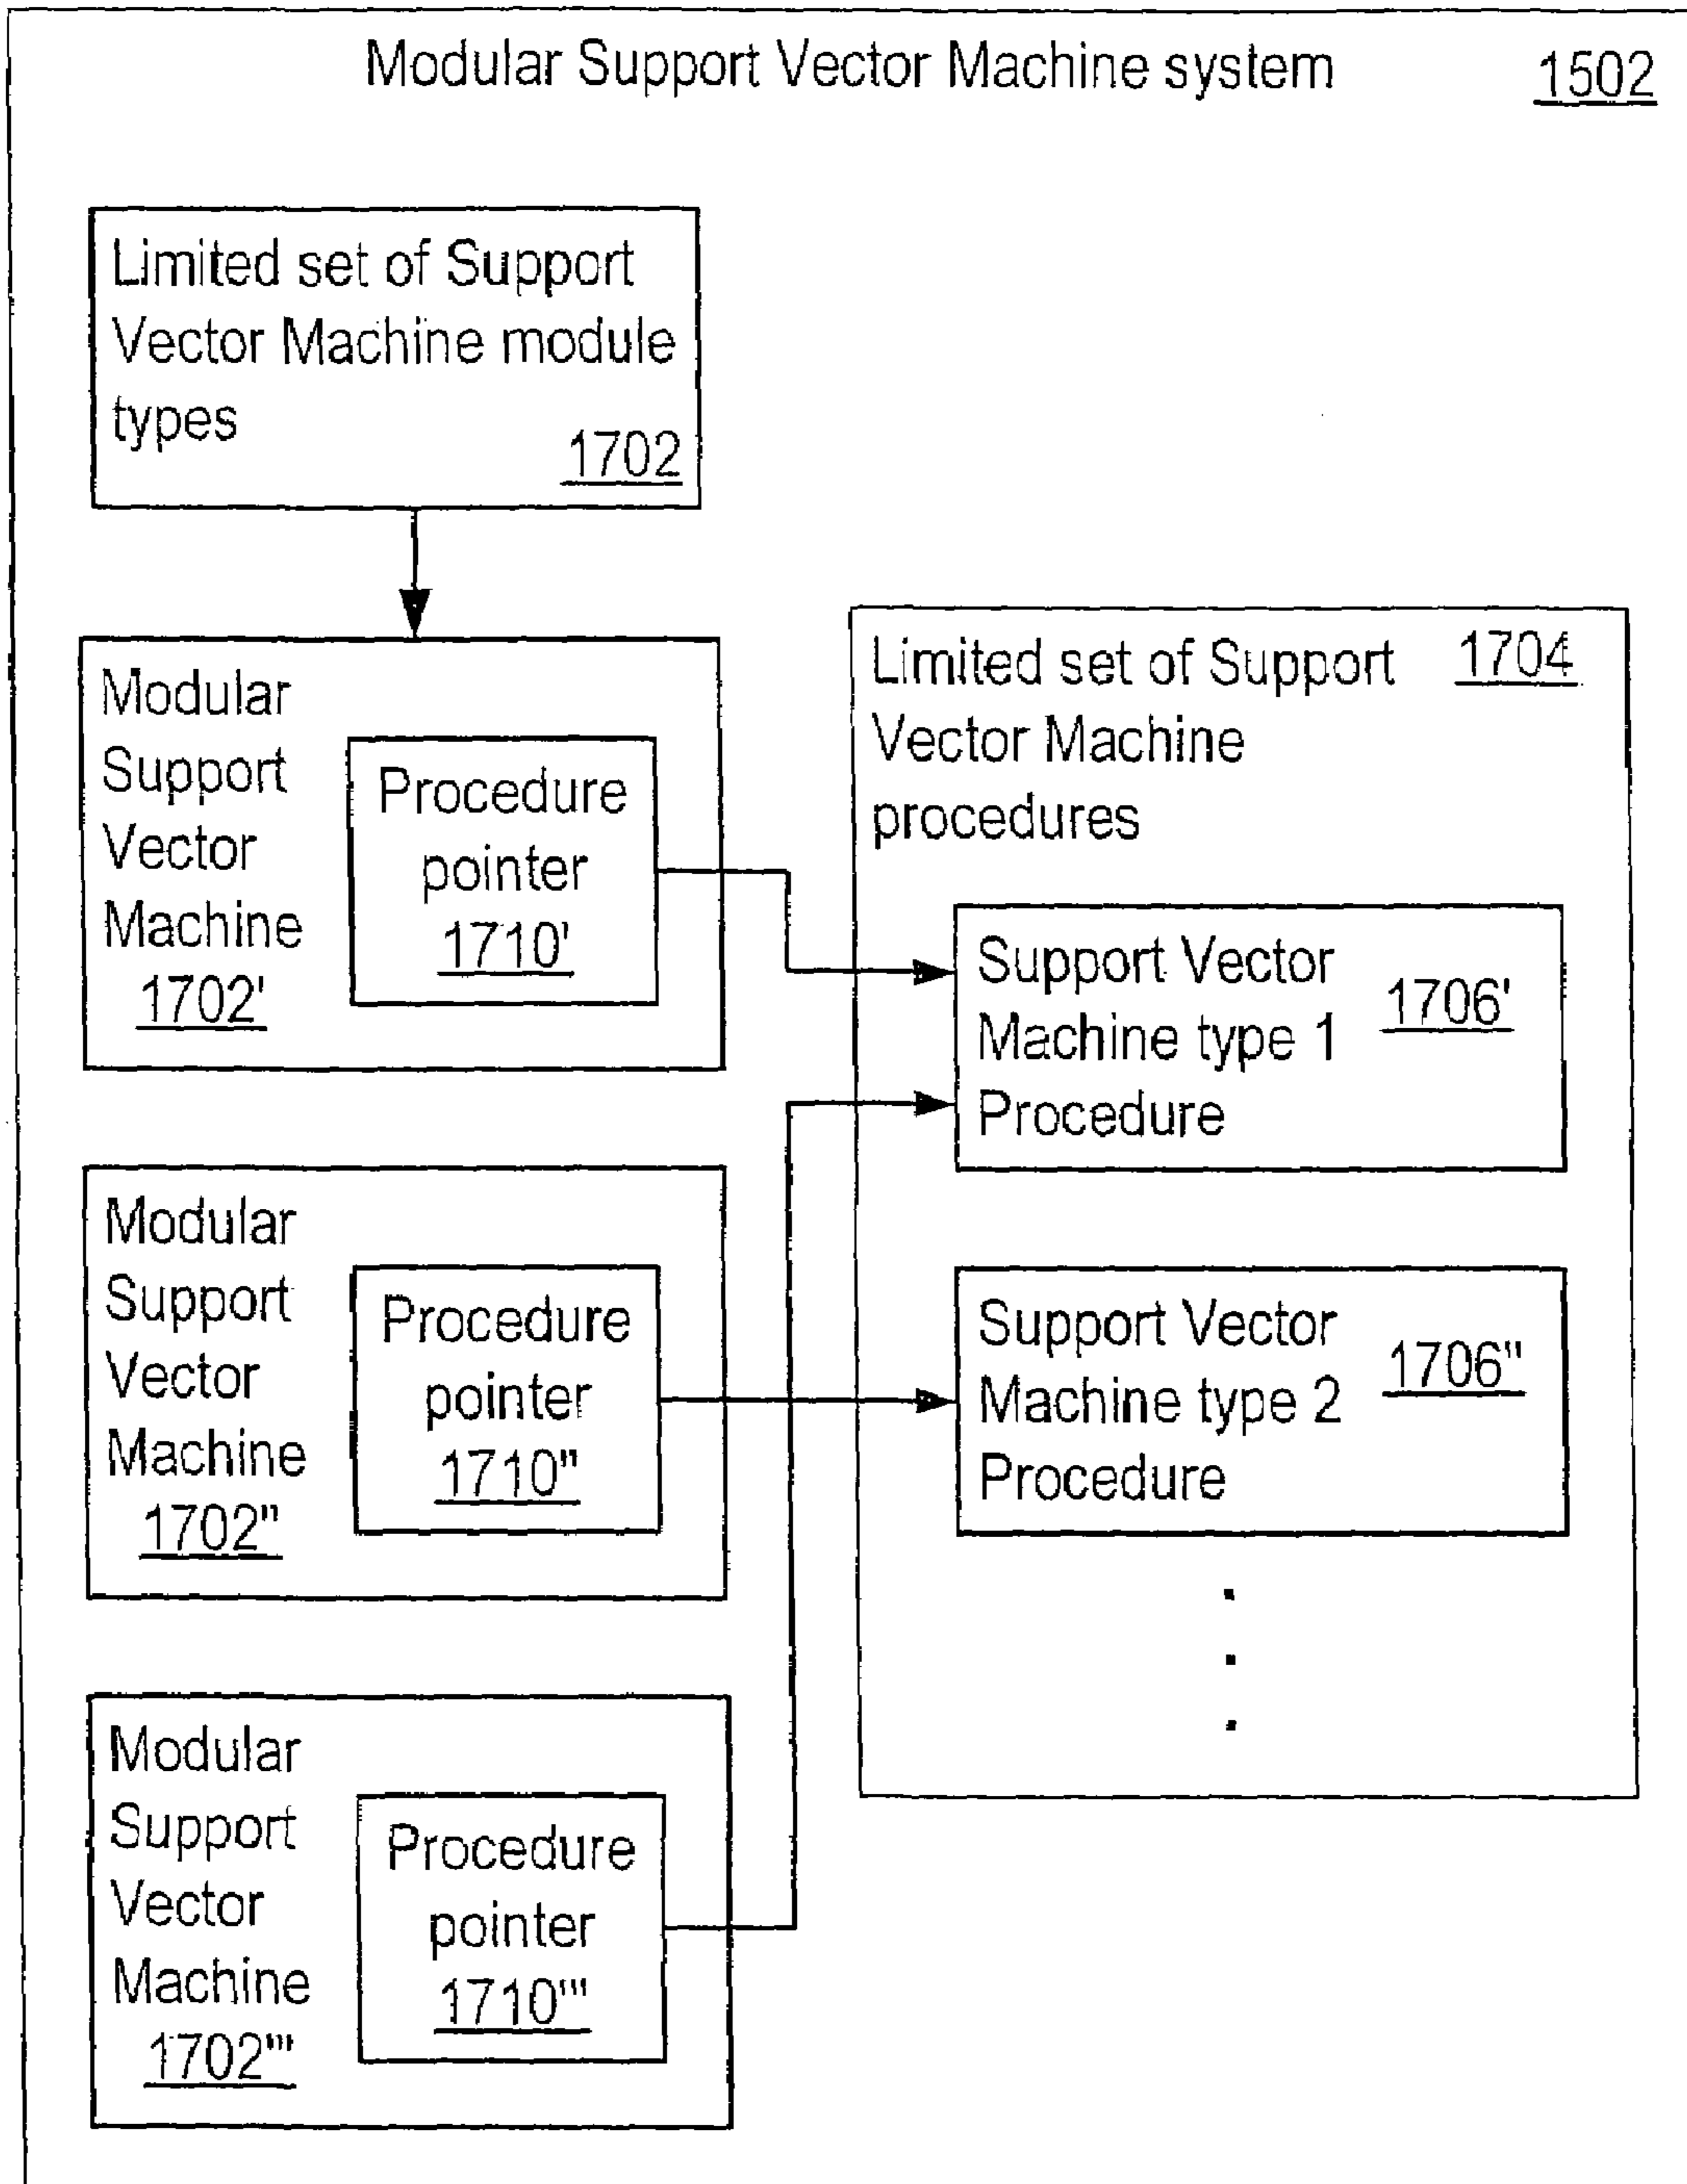 Modular Support Vector Machine system 1502
Limited set of Support
Vector Machine module
types
1702
Modular
Support
Vector
Machine
1702'
Procedure
pointer
1710'
Limited set of Support 1704
Vector Machine
procedures
Support Vector
Machine type 1
Procedure
1706'
Modular
Support
Vector
Machine
1702"
Procedure
pointer
1710"
Support Vector
Machine type 2
Procedure
1706"
Modular
Support
Vector
Machine
1702'"
Procedure
pointer
1710'"